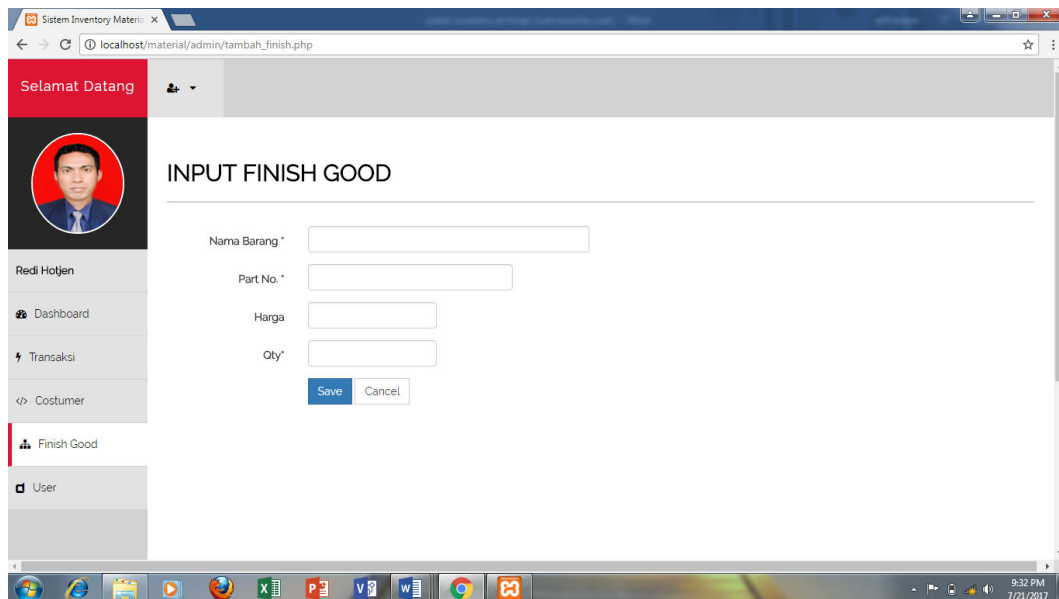 Sistem Inventory Materia
localhost/material/admin/tambah_finish.php
Selamat Datang
INPUT FINISH GOOD
Nama Barang *
Redi Hotjen
Part No. *
Dashboard
Harga
Transaksi
Qty*
Costumer
Save Cancel
Finish Good
User
9:32 PM
7/21/2017